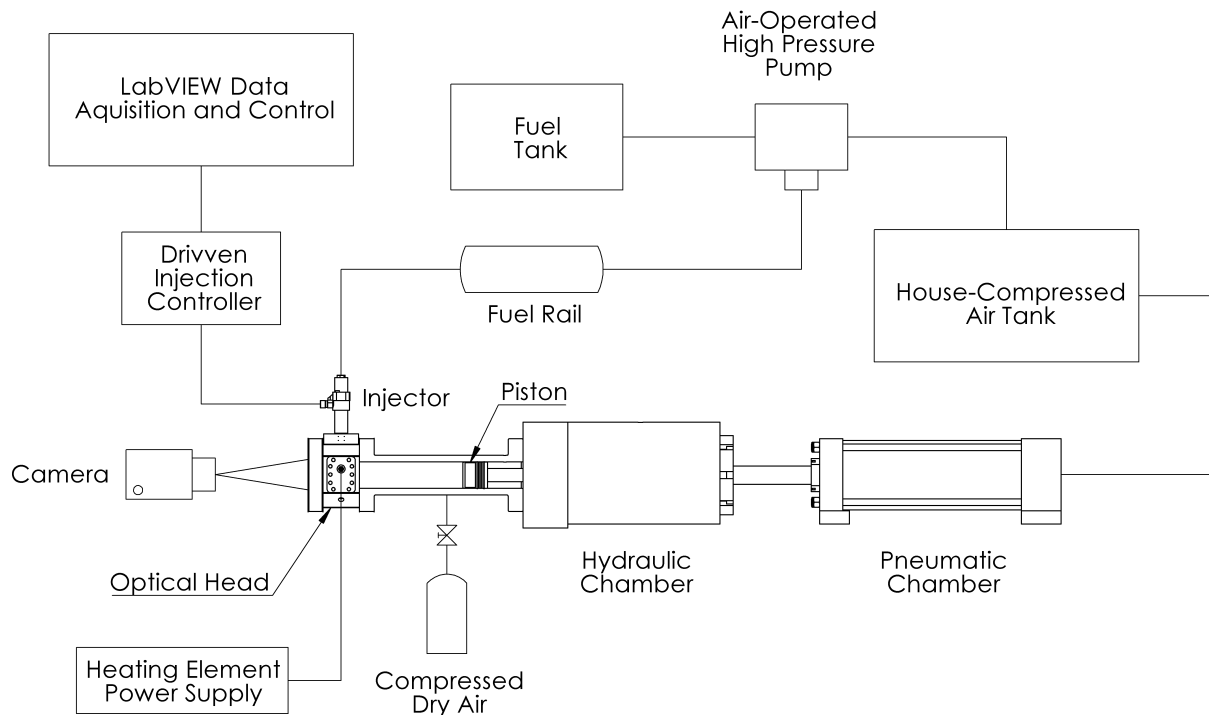 Air-Operated
High Pressure
Pump
LabVIEW Data
Aquisition and Control
Fuel
Tank
Drivven
Injection
Controller
House-Compressed
Air Tank
Fuel Rail
Injector
Piston
Camera
Optical Head
Hydraulic
Chamber
Pneumatic
Chamber
Heating Element
Power Supply
Compressed
Dry Air